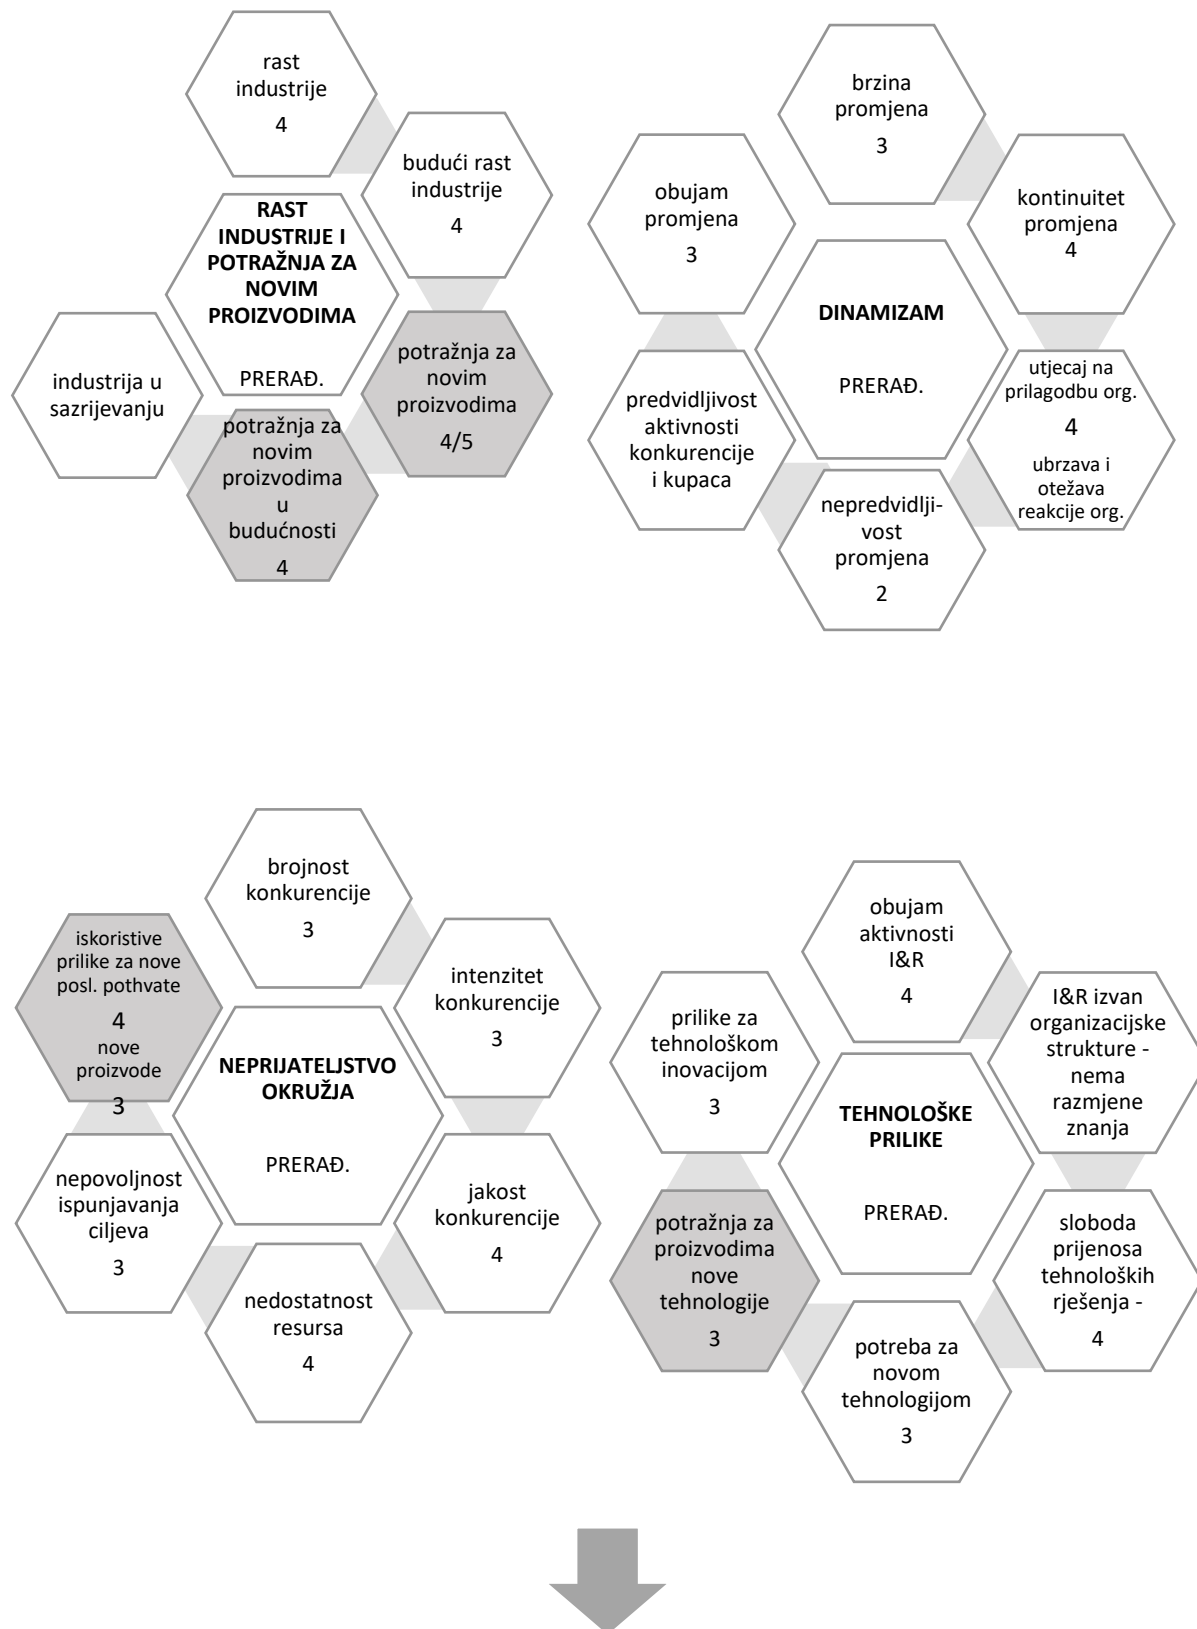 rast
industrije
4
budući rast
industrije
4
RAST
INDUSTRIJE I
POTRAŽNJA ZA
NOVIM
PROIZVODIMA
PRERAĐ.
potražnja za
novim
proizvodima
4/5
potražnja za
novim
proizvodima
u
budućnosti
4
industrija u
sazrijevanju
brzina
promjena
3
obujam
promjena
3
kontinuitet
promjena
4
DINAMIZAM
PRERAĐ.
utjecaj na
prilagodbu org.
4
ubrzava i
otežava
reakcije org.
nepredvidlji-
vost
promjena
2
predvidljivost
aktivnosti
konkurencije
i kupaca
brojnost
konkurencije
3
iskoristive
prilike za nove
posl. pothvate
4
nove
proizvode
3
intenzitet
konkurencije
3
NEPRIJATELJSTVO
OKRUŽJA
PRERAĐ.
jakost
konkurencije
4
nedostatnost
resursa
4
nepovoljnost
ispunjavanja
ciljeva
3
obujam
aktivnosti
I&R
4
prilike za
tehnološkom
inovacijom
3
I&R izvan
organizacijske
strukture -
nema
razmjene
znanja
TEHNOLOŠKE
PRILIKE
PRERAĐ.
sloboda
prijenosa
tehnoloških
rješenja -
4
potreba za
novom
tehnologijom
3
potražnja za
proizvodima
nove
tehnologije
3